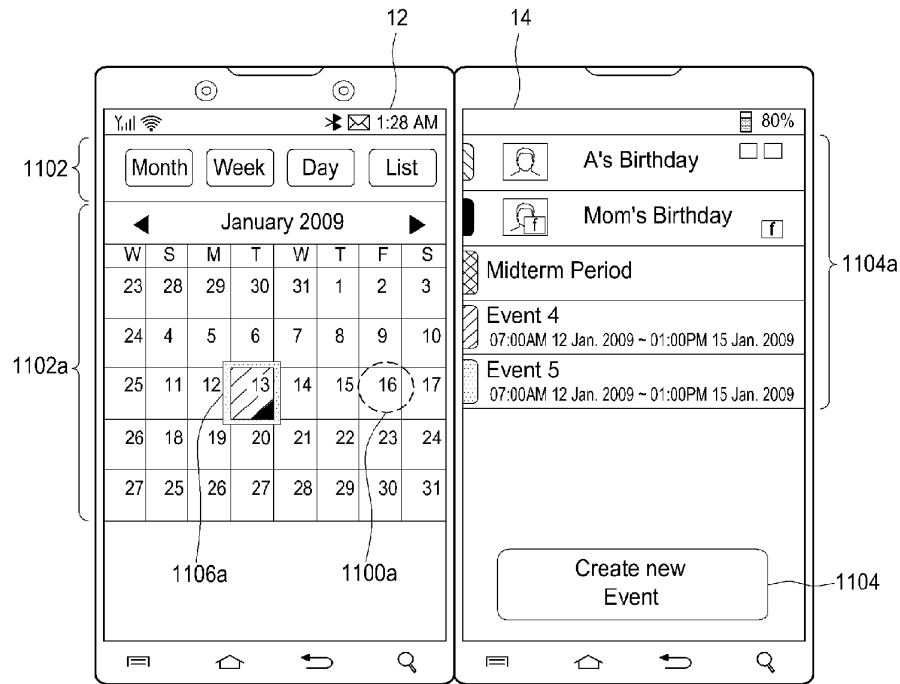 12
14
1:28 AM
80%
1102
Month Week Day List
A's Birthday
January 2009
Mom's Birthday
f
f
W S M T W T F S
Midterm Period
1104a
23 28 29 30 31 1 2 3
Event 4
07:00AM 12 Jan. 2009 ~ 01:00PM 15 Jan. 2009
24 4 5 6 7 8 9 10
1102a
Event 5
07:00AM 12 Jan. 2009 ~ 01:00PM 15 Jan. 2009
25 11 12 13 14 15 16 17
26 18 19 20 21 22 23 24
27 25 26 27 28 29 30 31
1106a
1100a
Create new
Event
1104